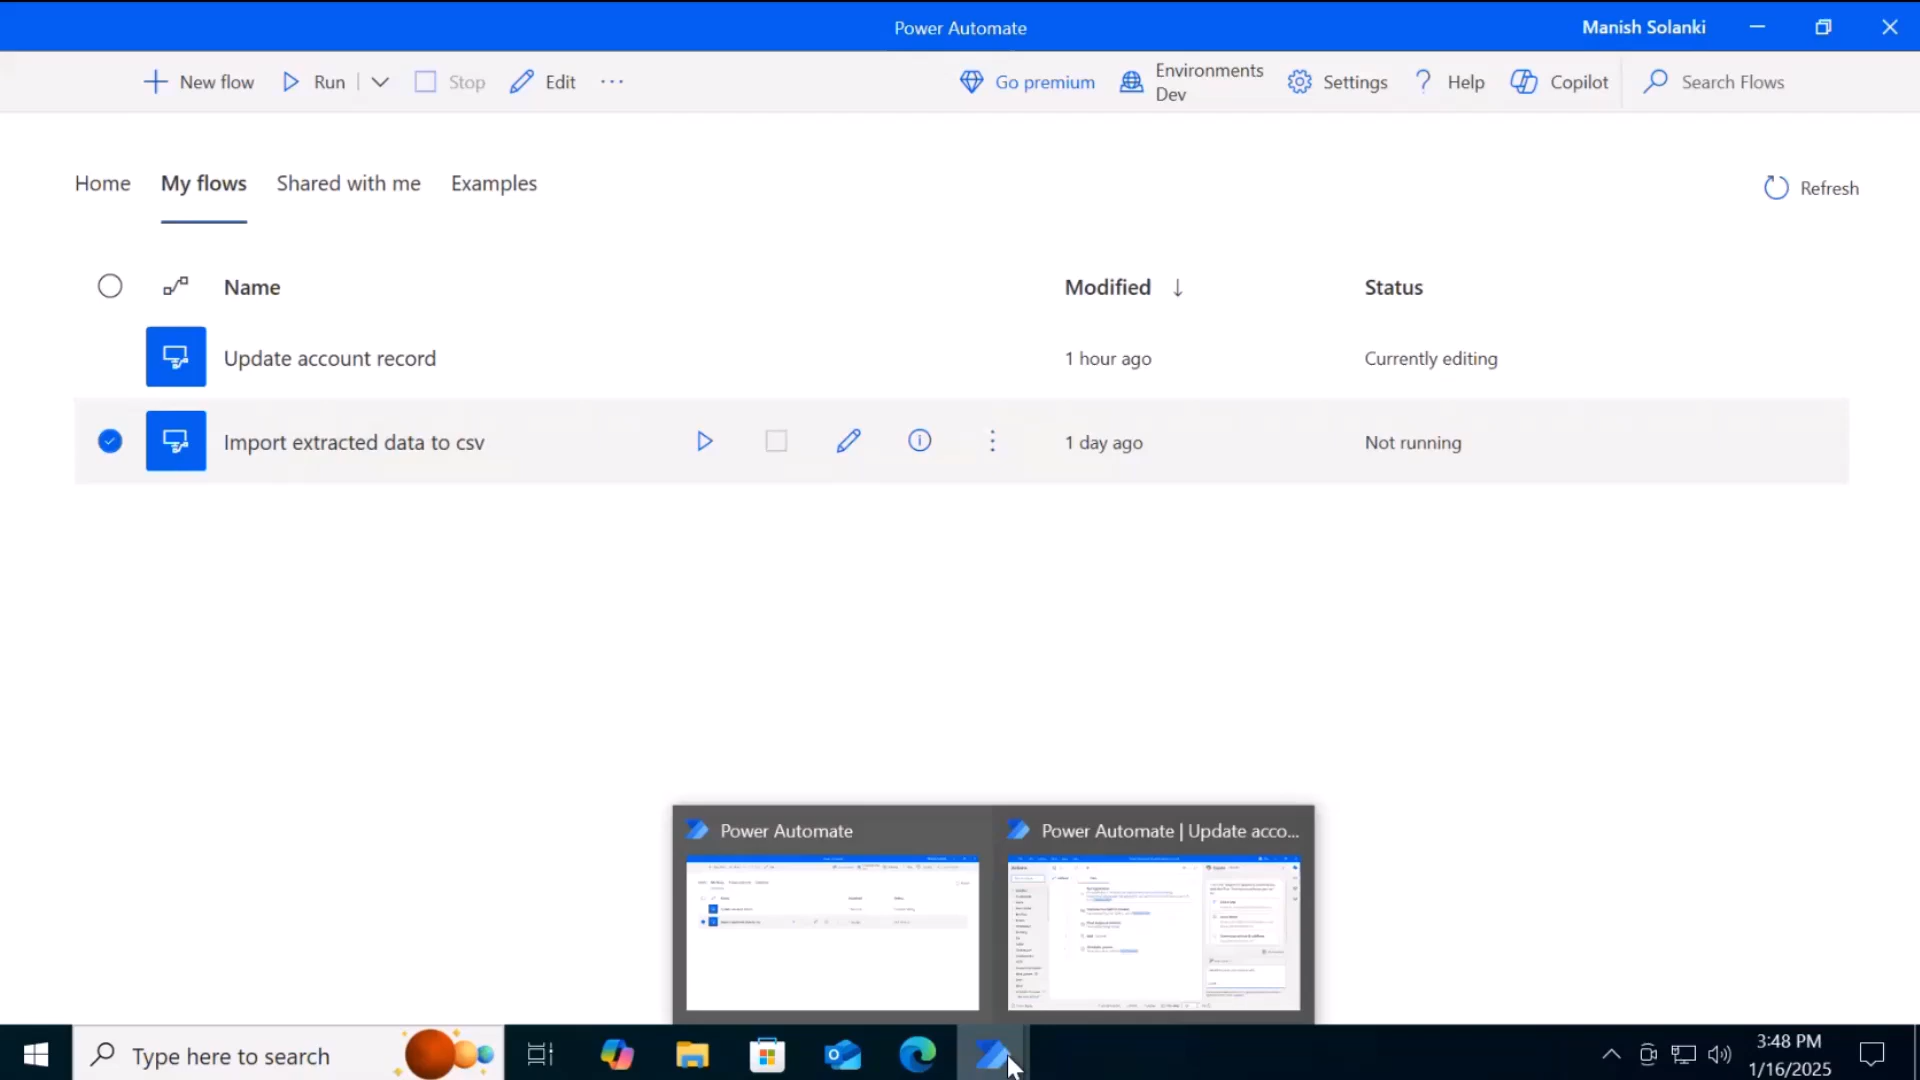 Power Automate
Manish Solanki
New flow
Run
Stop
Edit
Go premium
Environments
Dev
Settings
Help
Copilot
Search Flows
Home
My flows
Shared with me
Examples
Refresh
Name
Modified
Status
Update account record
1 hour ago
Currently editing
Import extracted data to csv
1 day ago
Not running
Power Automate
Power Automate | Update acco...
Type here to search
3:48 PM
1/16/2025